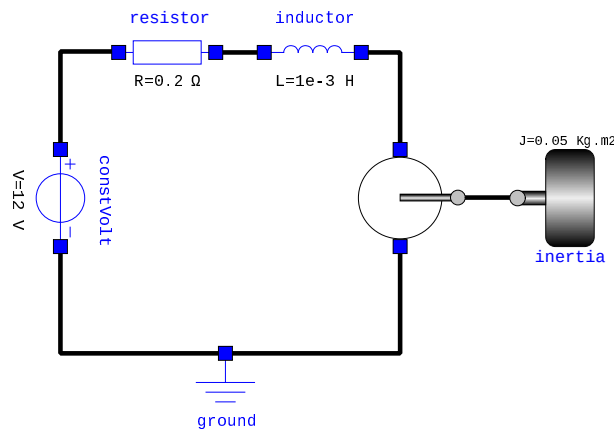 resistor
inductor
R=0.2 Ω
L=1e-3 H
J=0.05 Kg.m2
+
constVolt
V=12 V
−
inertia
ground